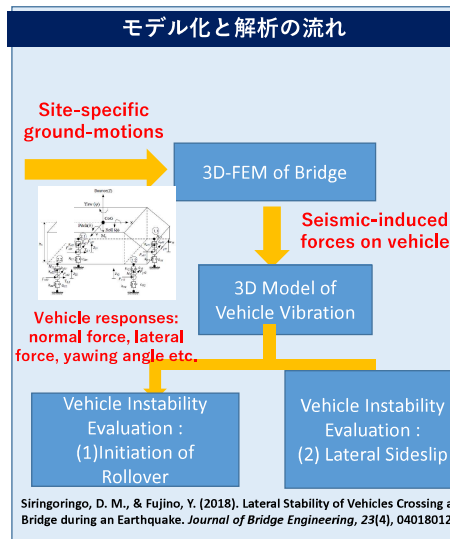 モデル化と解析の流れ
Site-specific
ground-motions
3D-FEM of Bridge
Seismic-induced
forces on vehicle
3D Model of
Vehicle Vibration
Vehicle responses:
normal force, lateral
force, yawing angle etc.
Vehicle Instability
Evaluation :
(1)Initiation of
Rollover
Vehicle Instability
Evaluation :
(2) Lateral Sideslip
Siringoringo, D. M., & Fujino, Y. (2018). Lateral Stability of Vehicles Crossing a
Bridge during an Earthquake. Journal of Bridge Engineering, 23(4), 04018012